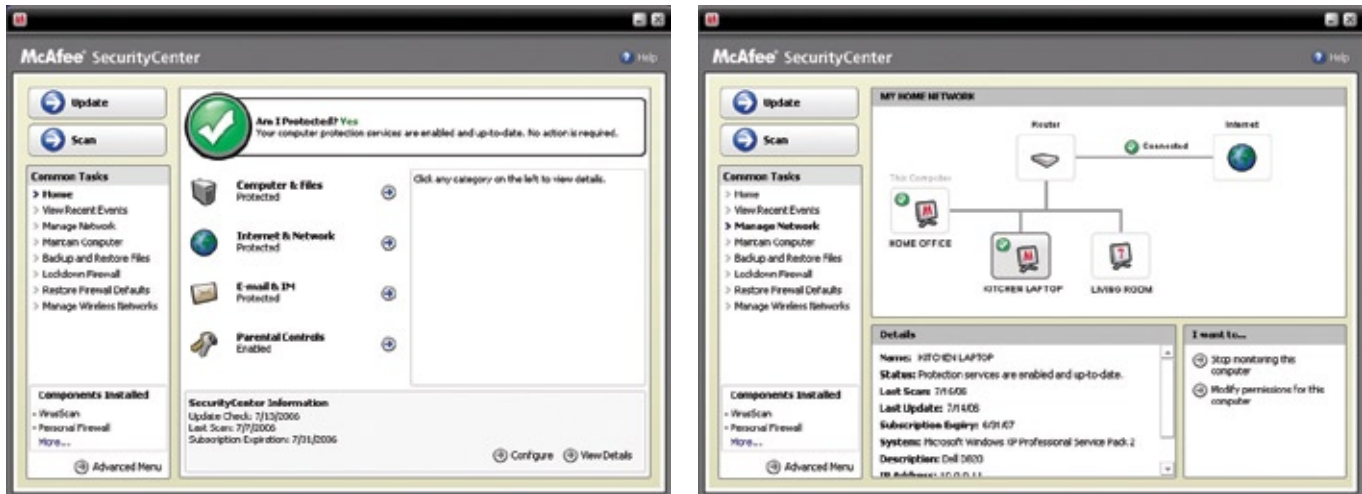 McAfee® SecurityCenter
Help
Update
Scan
Common Tasks
Home
View Recent Events
Manage Network
Maintain Computer
Backup and Restore Files
Lockdown Firewall
Restore Firewall Defaults
Manage Wireless Networks
Components Installed
- VirusScan
- Personal Firewall
More...
Advanced Menu
Am I Protected? Yes
Your computer protection services are enabled and up-to-date. No action is required.
Computer & Files
Protected
Internet & Network
Protected
E-mail & IM
Protected
Parental Controls
Enabled
Click any category on the left to view details.
SecurityCenter Information
Update Check: 7/13/2006
Last Scan: 7/7/2006
Subscription Expiration: 7/31/2006
Configure
View Details
McAfee® SecurityCenter
Help
Update
Scan
Common Tasks
Home
View Recent Events
Manage Network
Maintain Computer
Backup and Restore Files
Lockdown Firewall
Restore Firewall Defaults
Manage Wireless Networks
Components Installed
- VirusScan
- Personal Firewall
More...
Advanced Menu
MY HOME NETWORK
Router
Internet
Connected
This Computer
HOME OFFICE
KITCHEN LAPTOP
LIVING ROOM
Details
Name: KITCHEN LAPTOP
Status: Protection services are enabled and up-to-date.
Last Scan: 7/16/06
Last Update: 7/14/06
Subscription Expiry:
System: Microsoft Windows XP Professional Service Pack 2
Description: Dell D820
IP Address:
I want to...
Stop monitoring this
computer
Modify permissions for this
computer